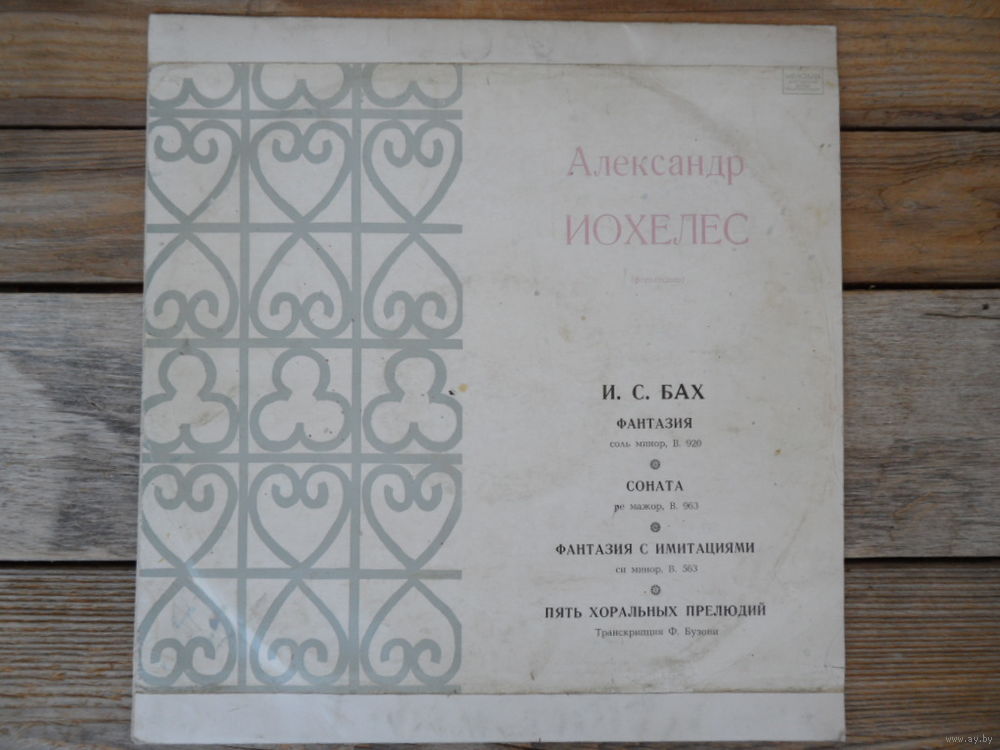 Александр
ИОХЕЛЕС
(фортепиано)
И. С. БАХ
ФАНТАЗИЯ
соль минор, В. 920
СОНАТА
ре мажор, В. 963
ФАНТАЗИЯ С ИМИТАЦИЯМИ
си минор, В. 563
ПЯТЬ ХОРАЛЬНЫХ ПРЕЛЮДИЙ
Транскрипция Ф. Бузони
www.ay.by